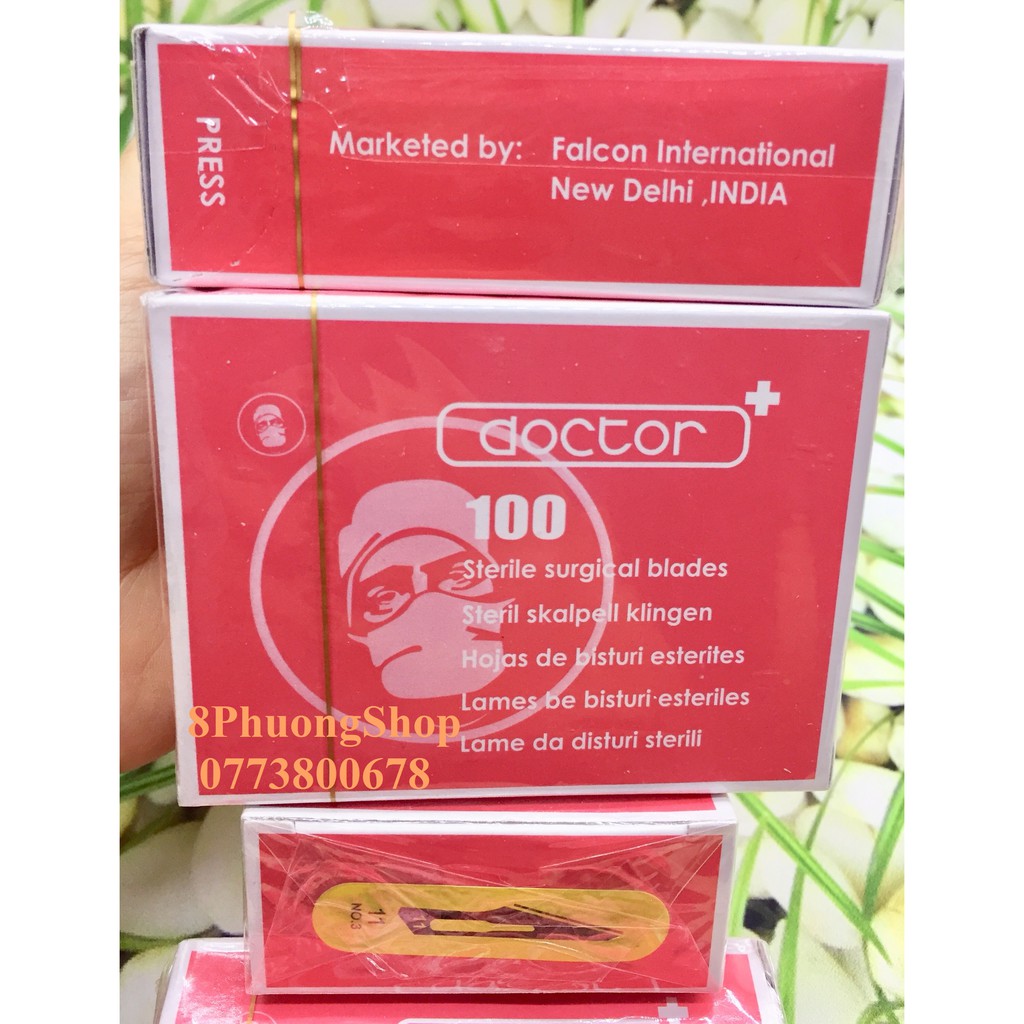 PRESS
Marketed by: Falcon International
New Delhi ,INDIA
doctor
100
Sterile surgical blades
Steril skalpell klingen
Hojas de bisturi esterites
Lames be bisturi·esteriles
Lame da disturi sterili
8PhuongShop
0773800678
11
NO.3
11